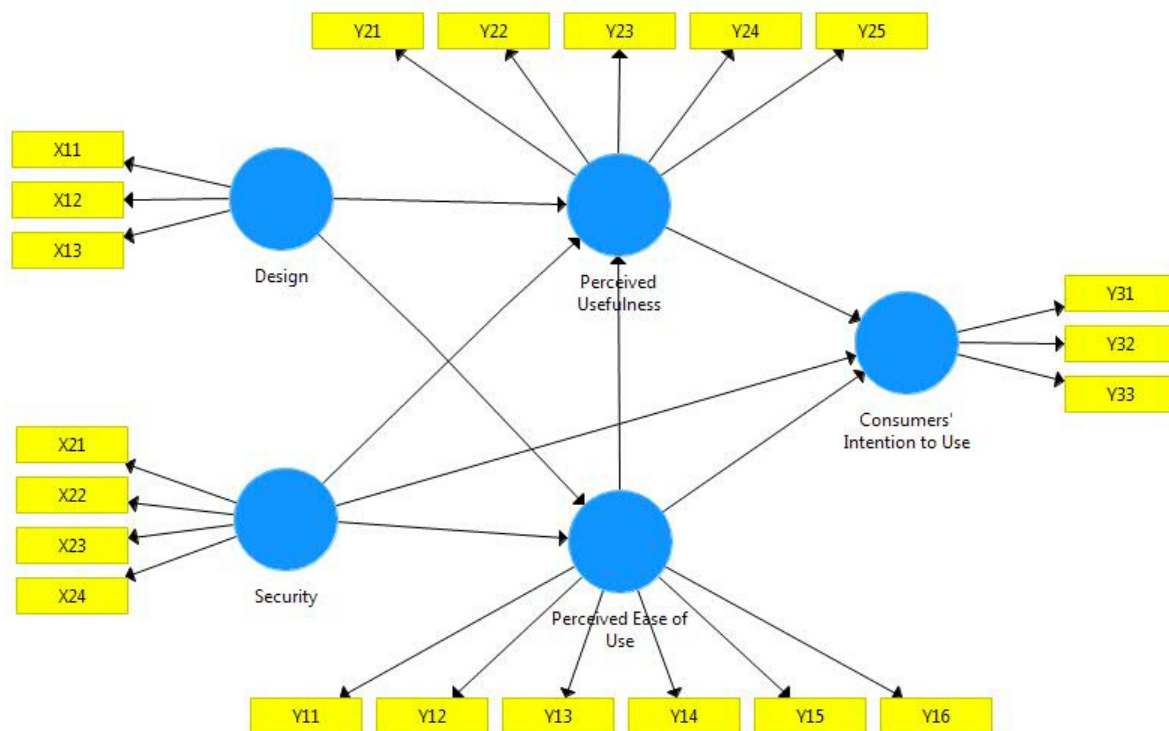 Y21
Y22
Y23
Y24
Y25
X11
X12
X13
Design
Perceived
Usefulness
Y31
Y32
Y33
Consumers'
Intention to Use
X21
X22
X23
X24
Security
Perceived Ease of
Use
Y11
Y12
Y13
Y14
Y15
Y16